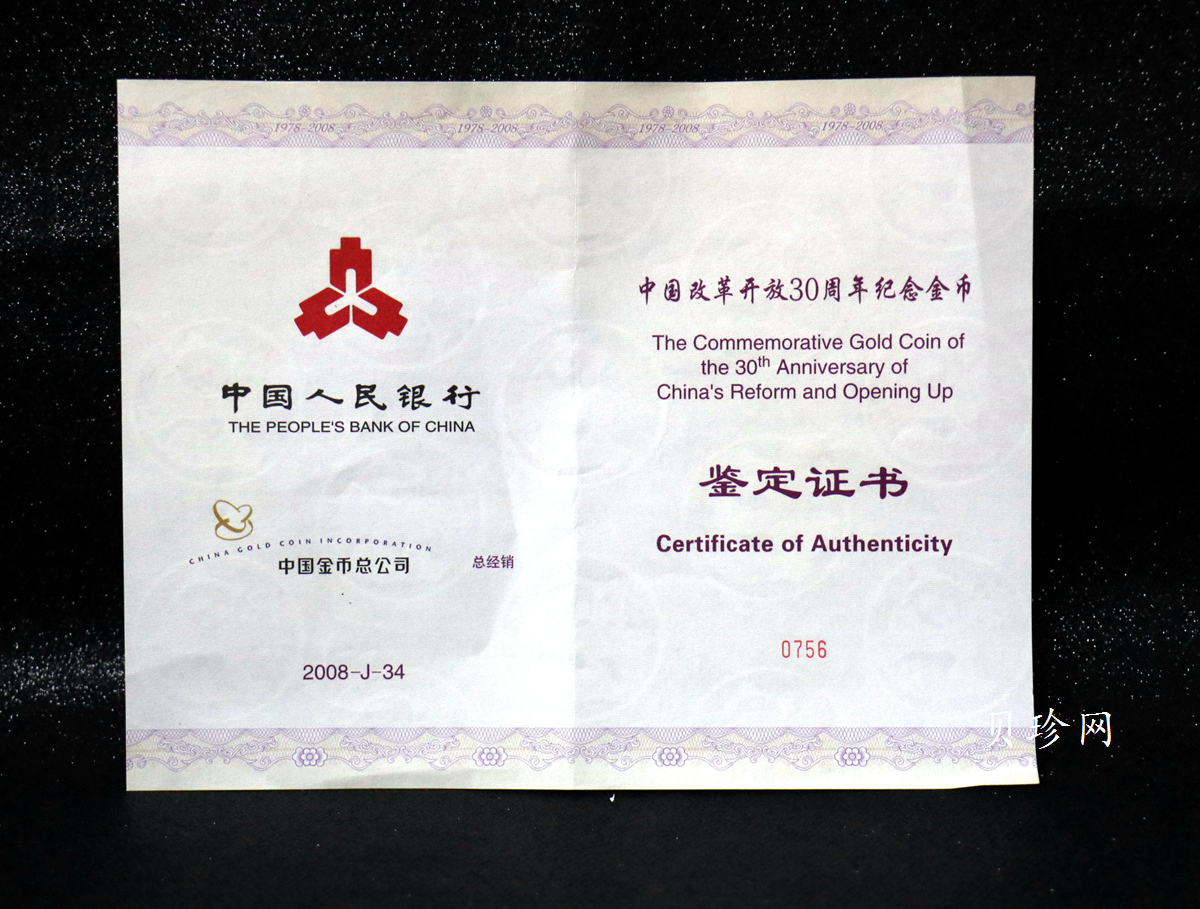 1978-2008 1978-2008 1978-2008 1978-2008
中国人民银行
THE PEOPLE'S BANK OF CHINA
CHINA GOLD COIN INCORPORATION
中国金币总公司 总经销
2008-J-34
中国改革开放30周年纪念金币
The Commemorative Gold Coin of
the 30th Anniversary of
China's Reform and Opening Up
鉴定证书
Certificate of Authenticity
0756
贝珍网